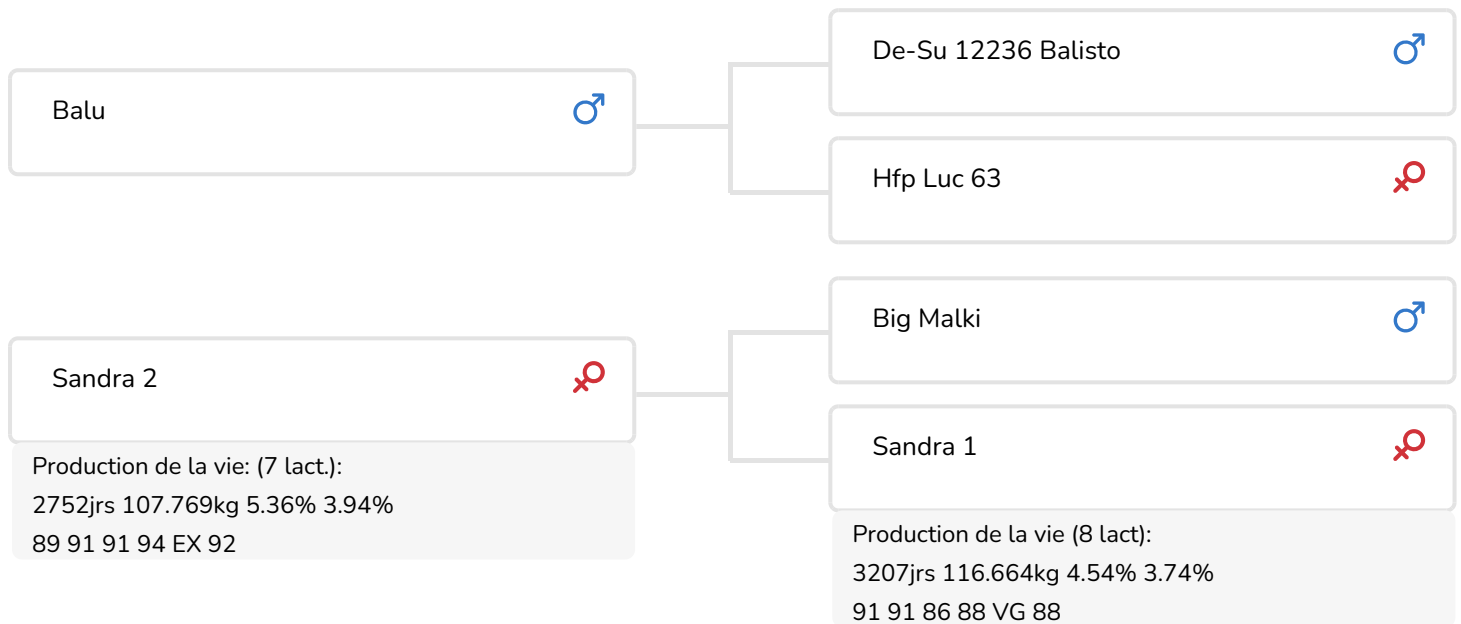 Balu
De-Su 12236 Balisto
Hfp Luc 63
Sandra 2
Production de la vie: (7 lact.):
2752jrs 107.769kg 5.36% 3.94%
89 91 91 94 EX 92
Big Malki
Sandra 1
Production de la vie (8 lact):
3207jrs 116.664kg 4.54% 3.74%
91 91 86 88 VG 88